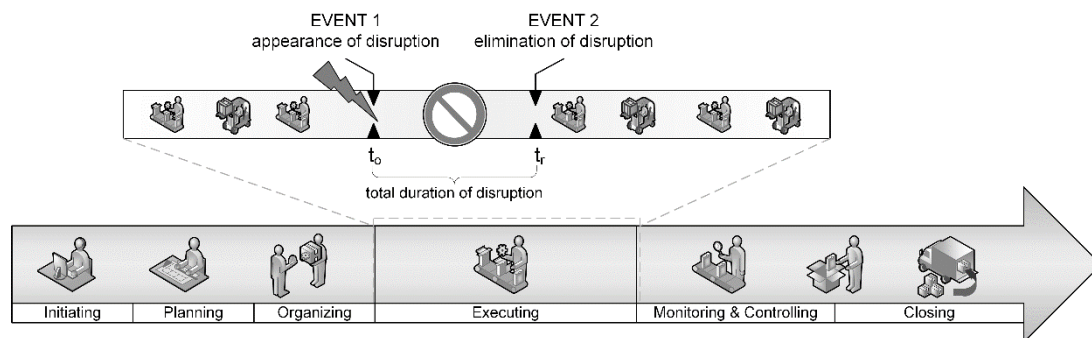 EVENT 1
appearance of disruption
EVENT 2
elimination of disruption
to
tr
total duration of disruption
Initiating
Planning
Organizing
Executing
Monitoring & Controlling
Closing